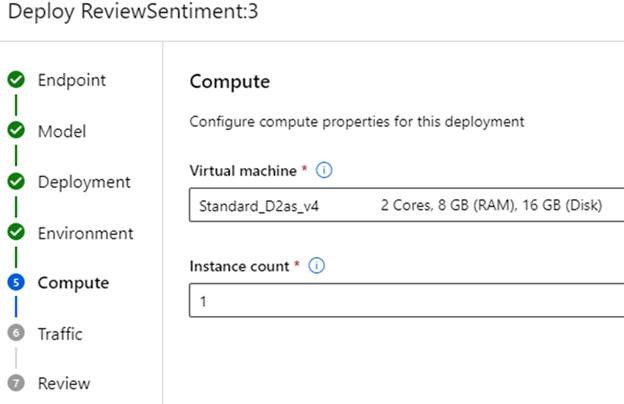 Deploy ReviewSentiment:3
Endpoint
Model
Deployment
Environment
5 Compute
6 Traffic
7 Review
Compute
Configure compute properties for this deployment
Virtual machine * i
Standard_D2as_v4 2 Cores, 8 GB (RAM), 16 GB (Disk)
Instance count * i
1